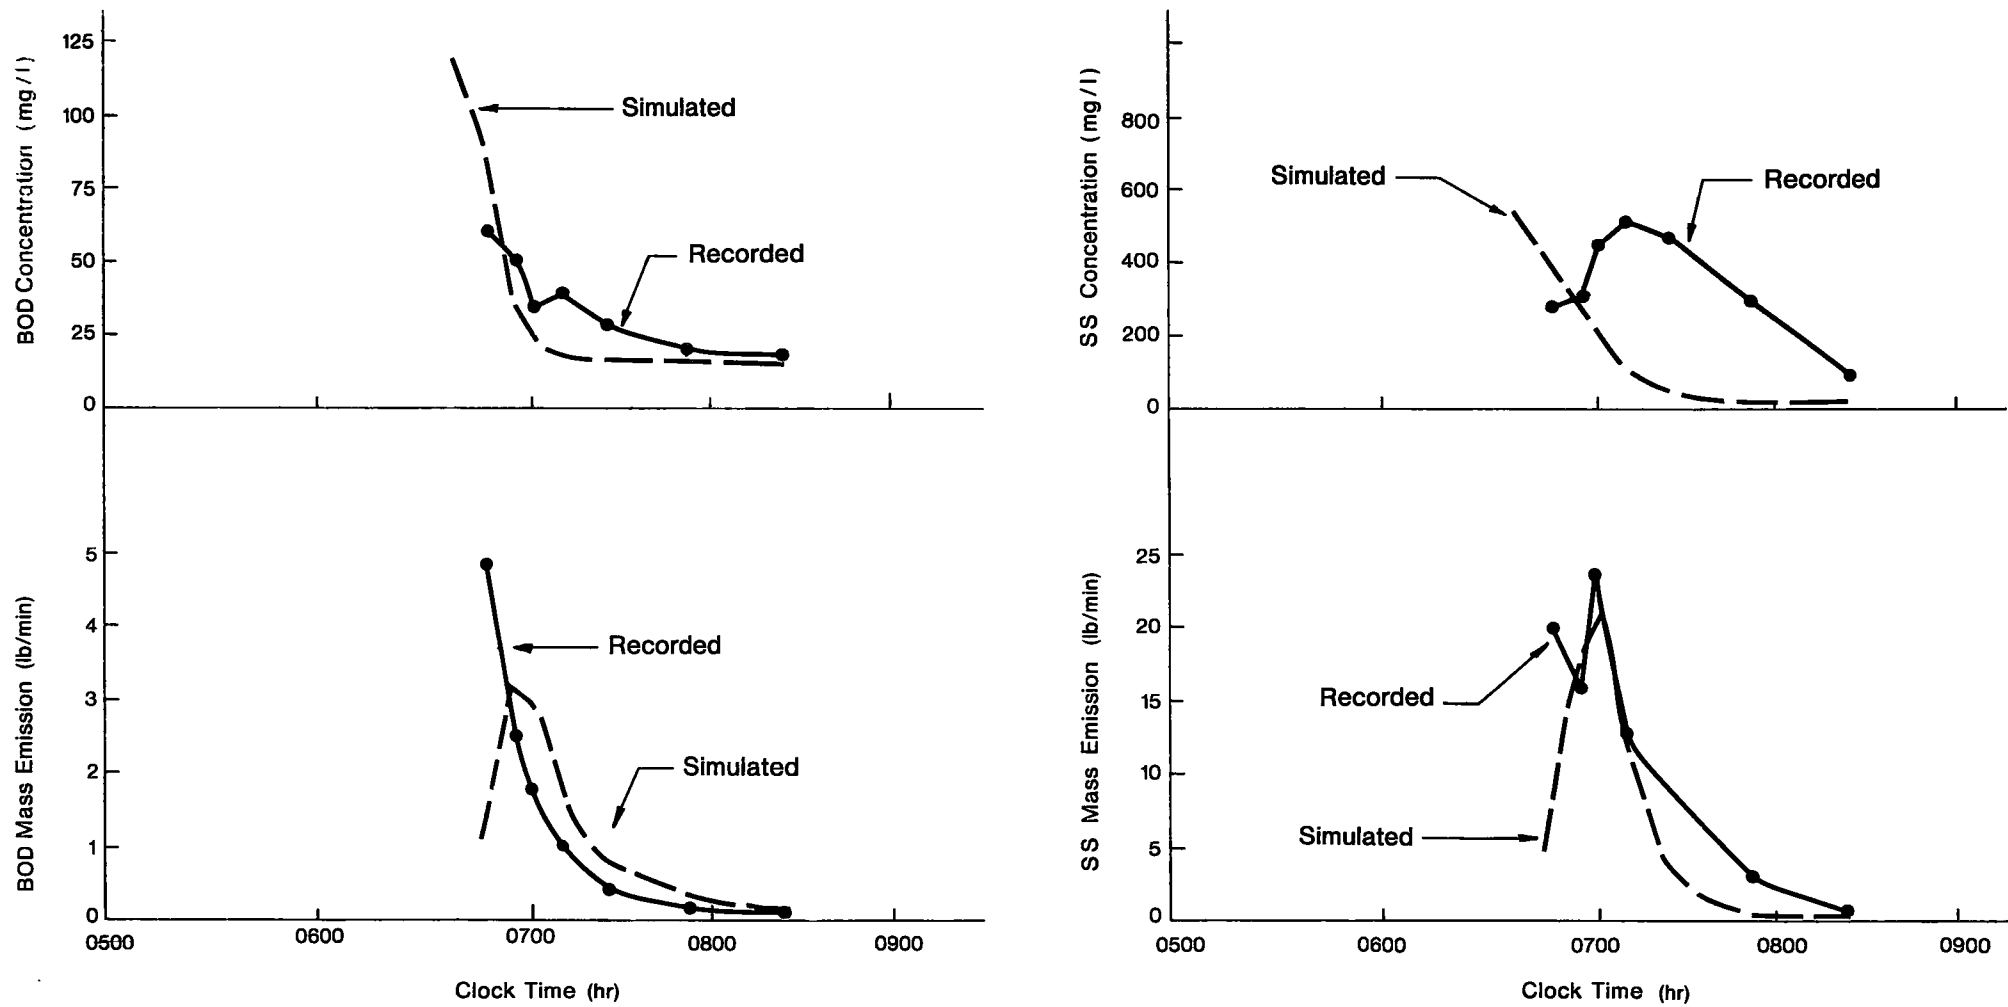 BOD Concentration (mg/l)
125
100
75
50
25
0
Simulated
Recorded
SS Concentration (mg/l)
800
600
400
200
0
Simulated
Recorded
BOD Mass Emission (lb/min)
5
4
3
2
1
0
Recorded
Simulated
0500 0600 0700 0800 0900
Clock Time (hr)
SS Mass Emission (lb/min)
25
20
15
10
5
0
Recorded
Simulated
0500 0600 0700 0800 0900
Clock Time (hr)